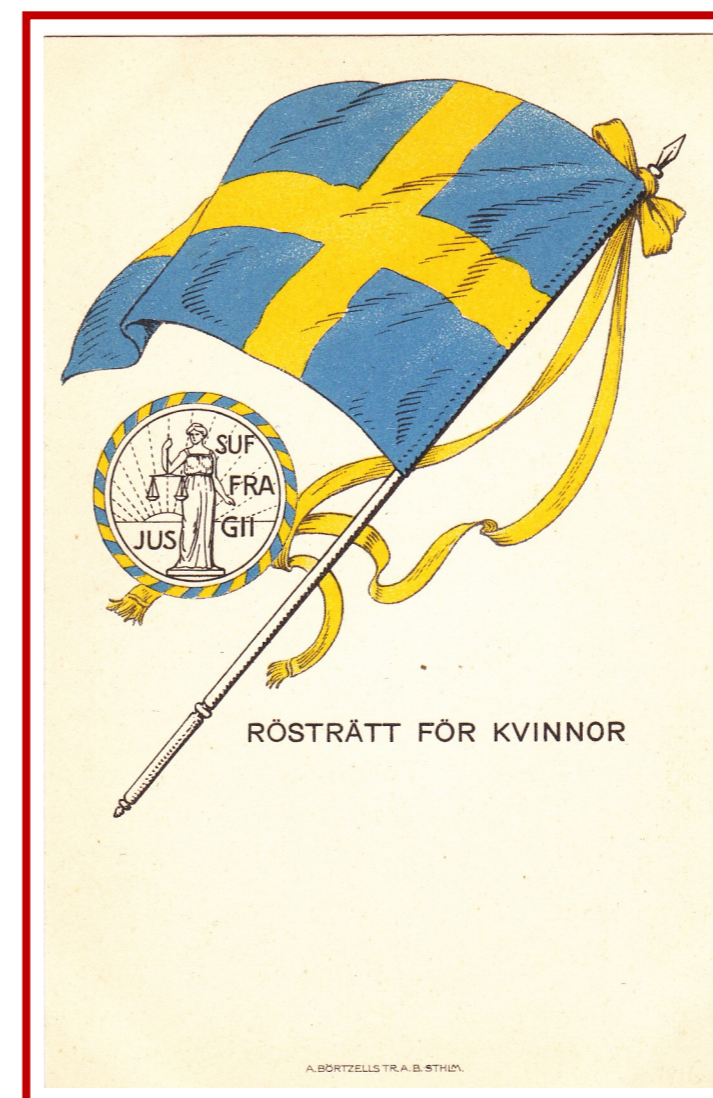 SUF
FRA
JUS GII
RÖSTRÄTT FÖR KVINNOR
A. BÖRTZELLS TR. A. B. STHLM.